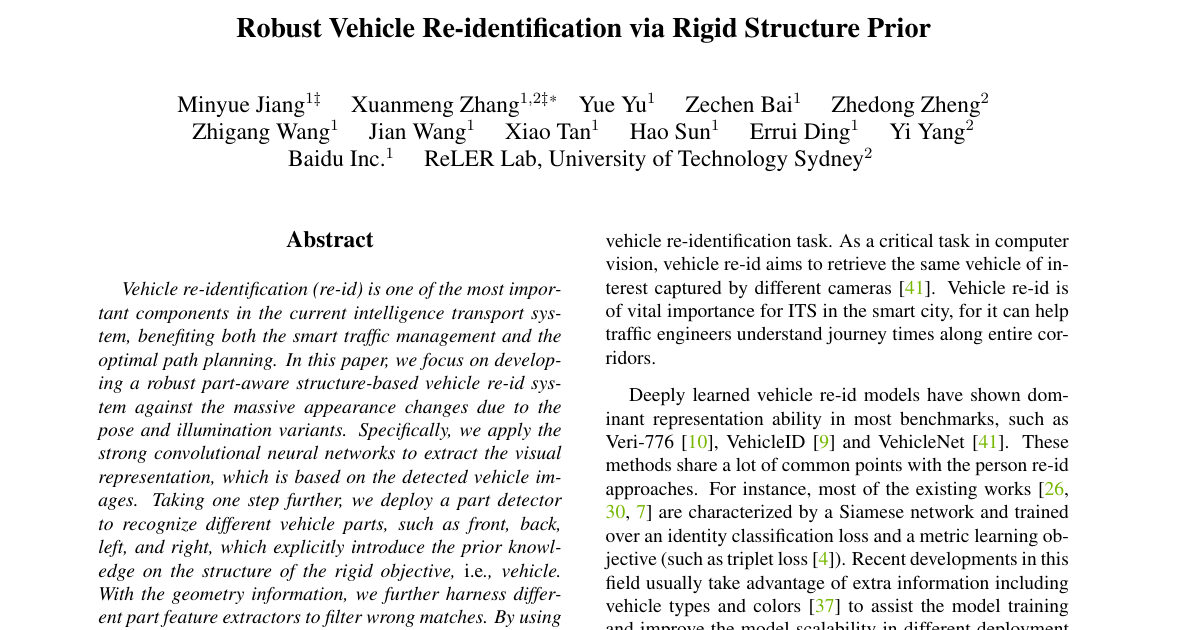 Robust Vehicle Re-identification via Rigid Structure Prior
Minyue Jiang1‡ Xuanmeng Zhang1,2‡∗ Yue Yu1 Zechen Bai1 Zhedong Zheng2
Zhigang Wang1 Jian Wang1 Xiao Tan1 Hao Sun1 Errui Ding1 Yi Yang2
Baidu Inc.1 ReLER Lab, University of Technology Sydney2
Abstract
Vehicle re-identification (re-id) is one of the most impor-
tant components in the current intelligence transport sys-
tem, benefiting both the smart traffic management and the
optimal path planning. In this paper, we focus on develop-
ing a robust part-aware structure-based vehicle re-id sys-
tem against the massive appearance changes due to the
pose and illumination variants. Specifically, we apply the
strong convolutional neural networks to extract the visual
representation, which is based on the detected vehicle im-
ages. Taking one step further, we deploy a part detector
to recognize different vehicle parts, such as front, back,
left, and right, which explicitly introduce the prior knowl-
edge on the structure of the rigid objective, i.e., vehicle.
With the geometry information, we further harness differ-
ent part feature extractors to filter wrong matches. By using
vehicle re-identification task. As a critical task in computer
vision, vehicle re-id aims to retrieve the same vehicle of in-
terest captured by different cameras [41]. Vehicle re-id is
of vital importance for ITS in the smart city, for it can help
traffic engineers understand journey times along entire cor-
ridors.
Deeply learned vehicle re-id models have shown dom-
inant representation ability in most benchmarks, such as
Veri-776 [10], VehicleID [9] and VehicleNet [41]. These
methods share a lot of common points with the person re-id
approaches. For instance, most of the existing works [26,
30, 7] are characterized by a Siamese network and trained
over an identity classification loss and a metric learning ob-
jective (such as triplet loss [4]). Recent developments in this
field usually take advantage of extra information including
vehicle types and colors [37] to assist the model training
and improve the model scalability in different deployment